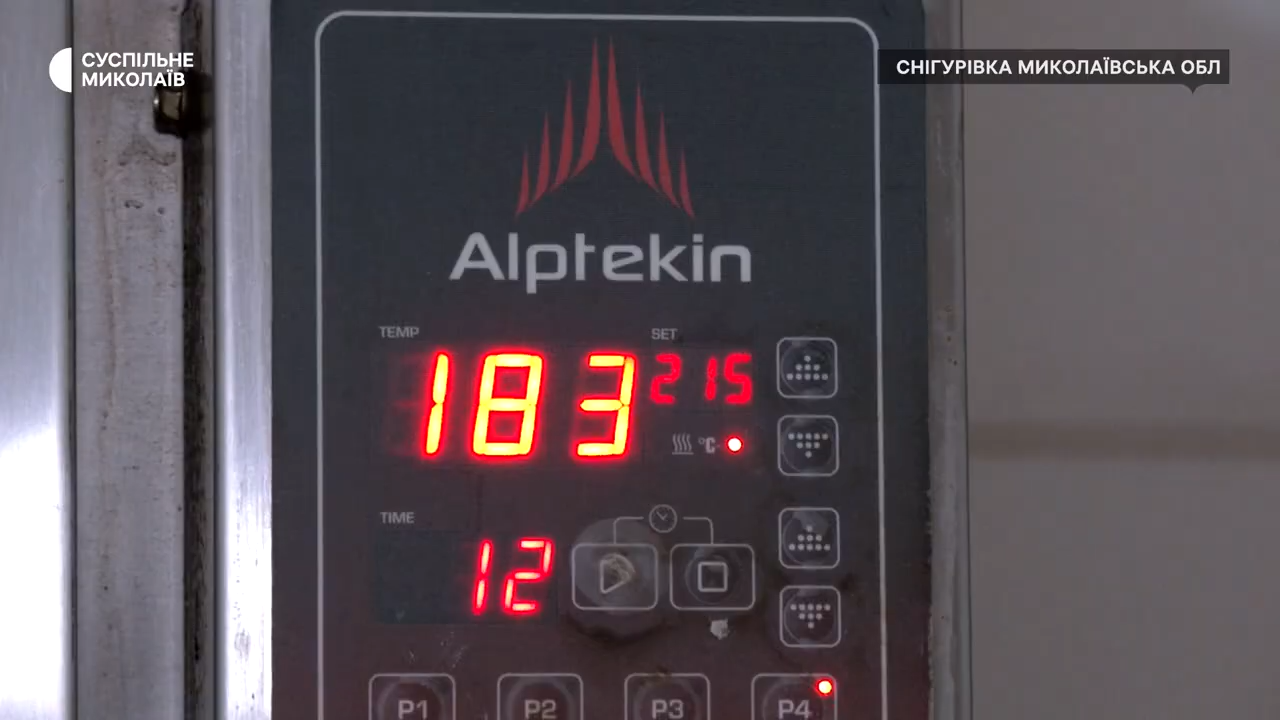 СУСПІЛЬНЕ
МИКОЛАЇВ
СНІГУРІВКА МИКОЛАЇВСЬКА ОБЛ
Alptekin
TEMP
SET
183
215
°C
TIME
12
P1
P2
P3
P4